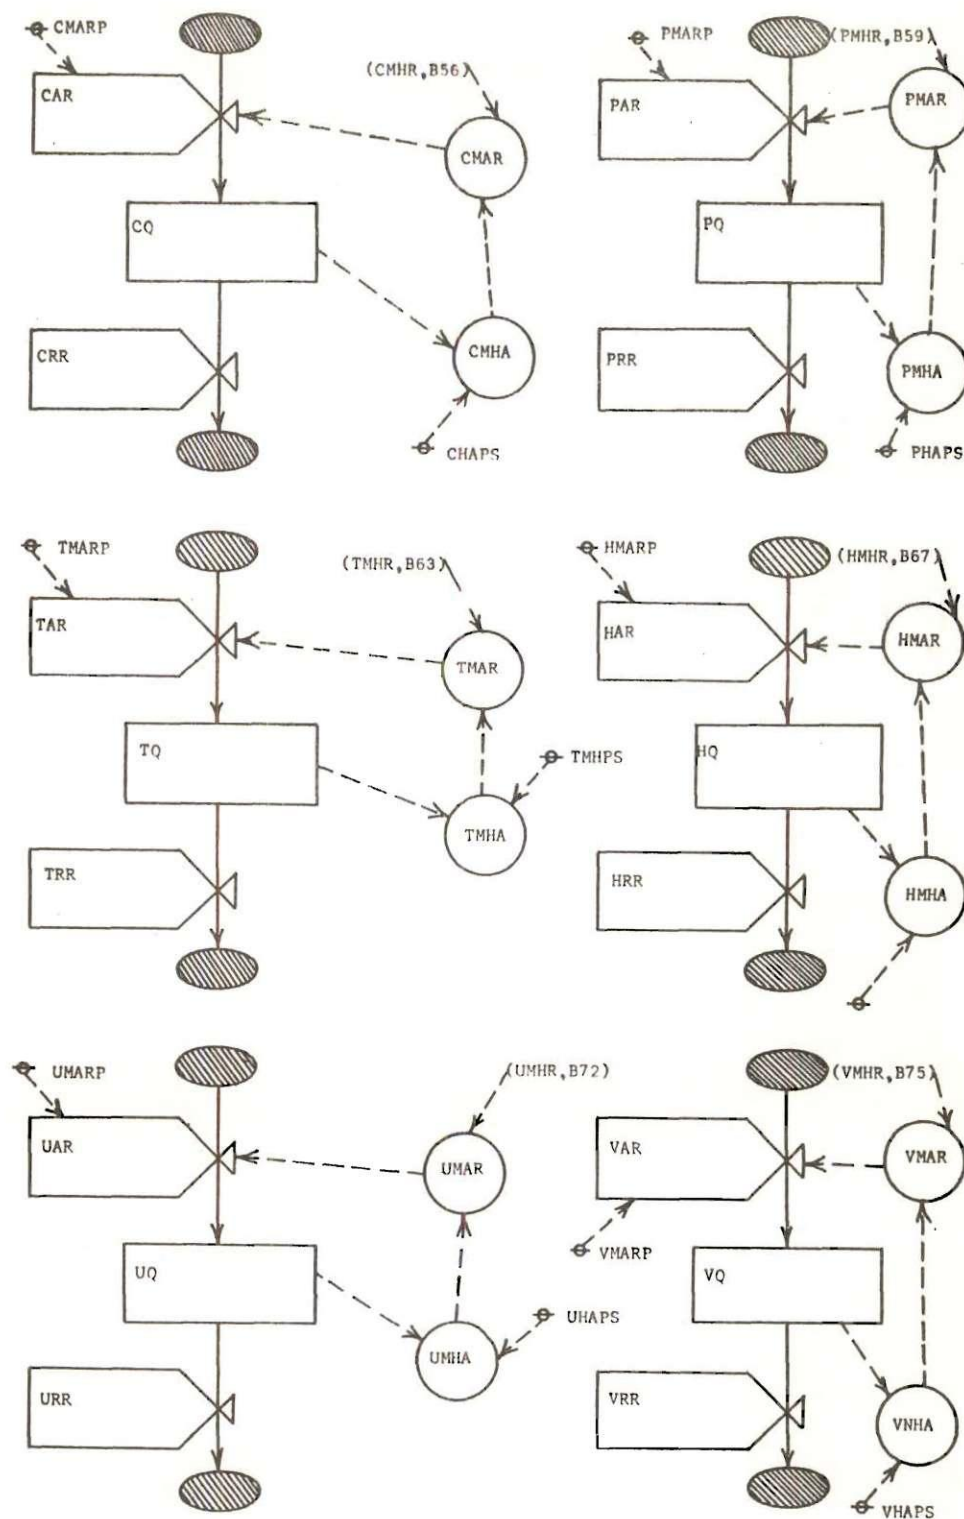 CMARP
CAR
(CMHR,B56)
CMAR
CQ
CRR
CMHA
CHAPS
PMARP
(PMHR,B59)
PAR
PMAR
PQ
PRR
PMHA
PHAPS
TMARP
TAR
(TMHR,B63)
TMAR
TQ
TMHPS
TMHA
TRR
HMARP
(HMHR,B67)
HAR
HMAR
HQ
HRR
HMHA
UMARP
(UMHR,B72)
UAR
UMAR
UQ
UHAPS
UMHA
URR
(VMHR,B75)
VAR
VMAR
VMARP
VQ
VRR
VNHA
VHAPS